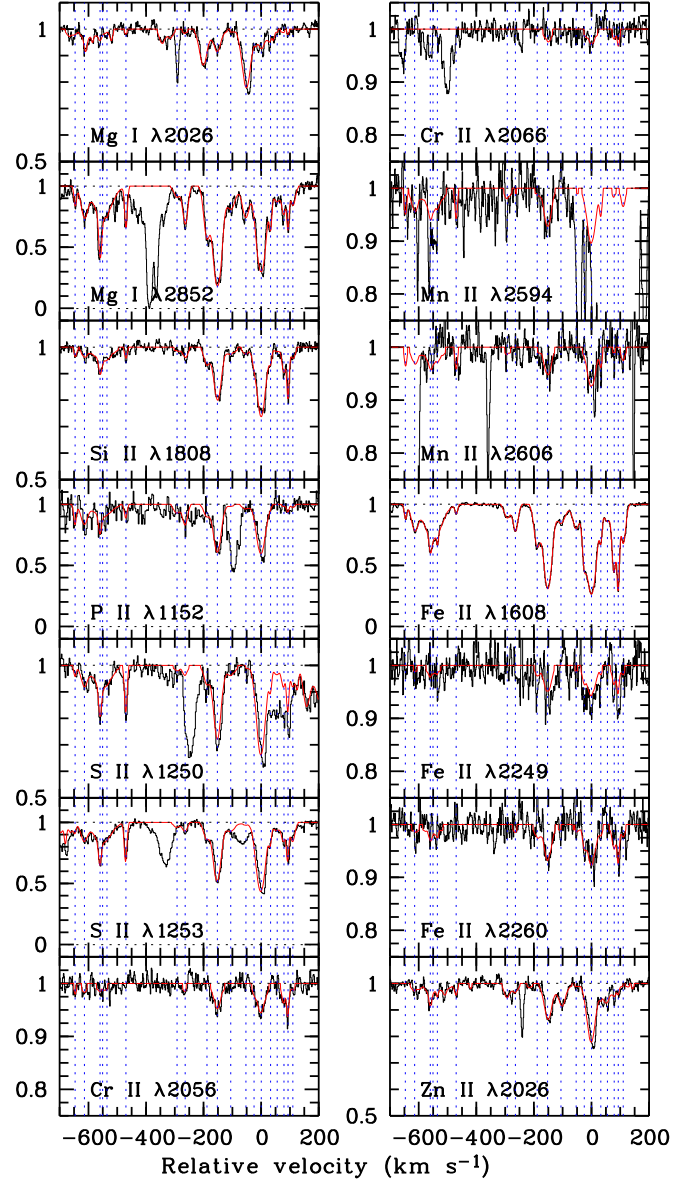 1
Mg I λ2026
0.5
1
0.5
Mg I λ2852
0
1
Si II λ1808
0.5
1
0.5
P II λ1152
0
1
S II λ1250
0.5
1
0.5
S II λ1253
0
1
0.9
Cr II λ2056
0.8
-600 -400 -200 0 200
1
0.9
Cr II λ2066
0.8
1
0.9
Mn II λ2594
0.8
1
0.9
Mn II λ2606
0.8
1
0.5
Fe II λ1608
0
1
0.9
Fe II λ2249
0.8
1
0.9
Fe II λ2260
0.8
1
Zn II λ2026
0.5
-600 -400 -200 0 200
Relative velocity (km s⁻¹)